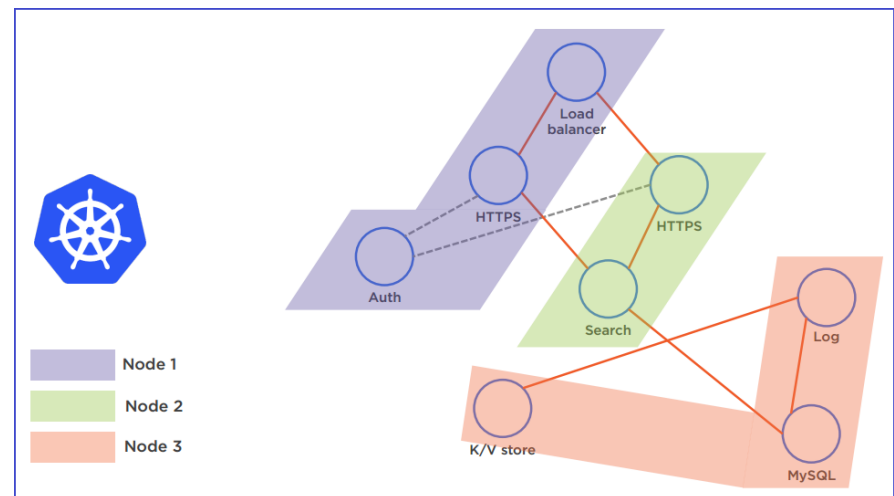 Load
balancer
HTTPS
HTTPS
Auth
Search
Log
Node 1
Node 2
Node 3
K/V store
MySQL